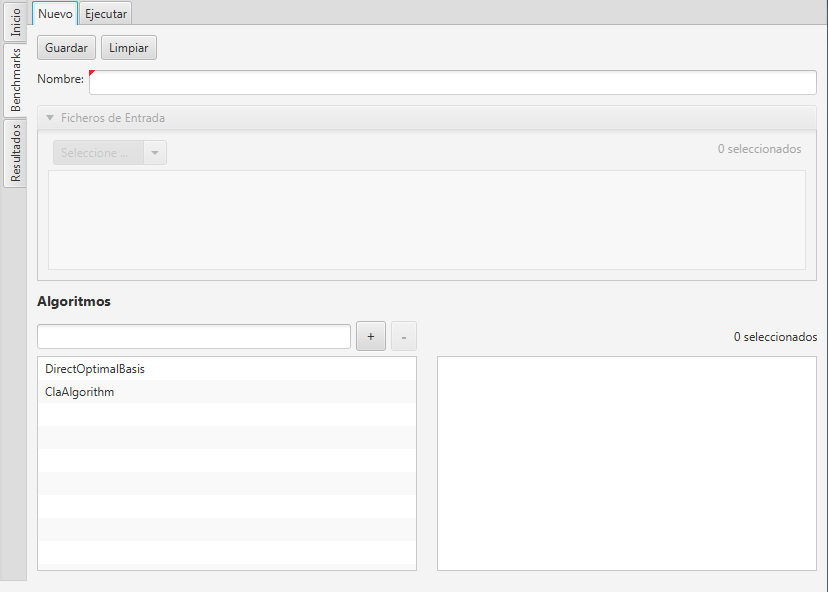 Inicio
Benchmarks
Resultados
Nuevo
Ejecutar
Guardar
Limpiar
Nombre:
Ficheros de Entrada
Seleccione ...
0 seleccionados
Algoritmos
+
-
0 seleccionados
DirectOptimalBasis
ClaAlgorithm